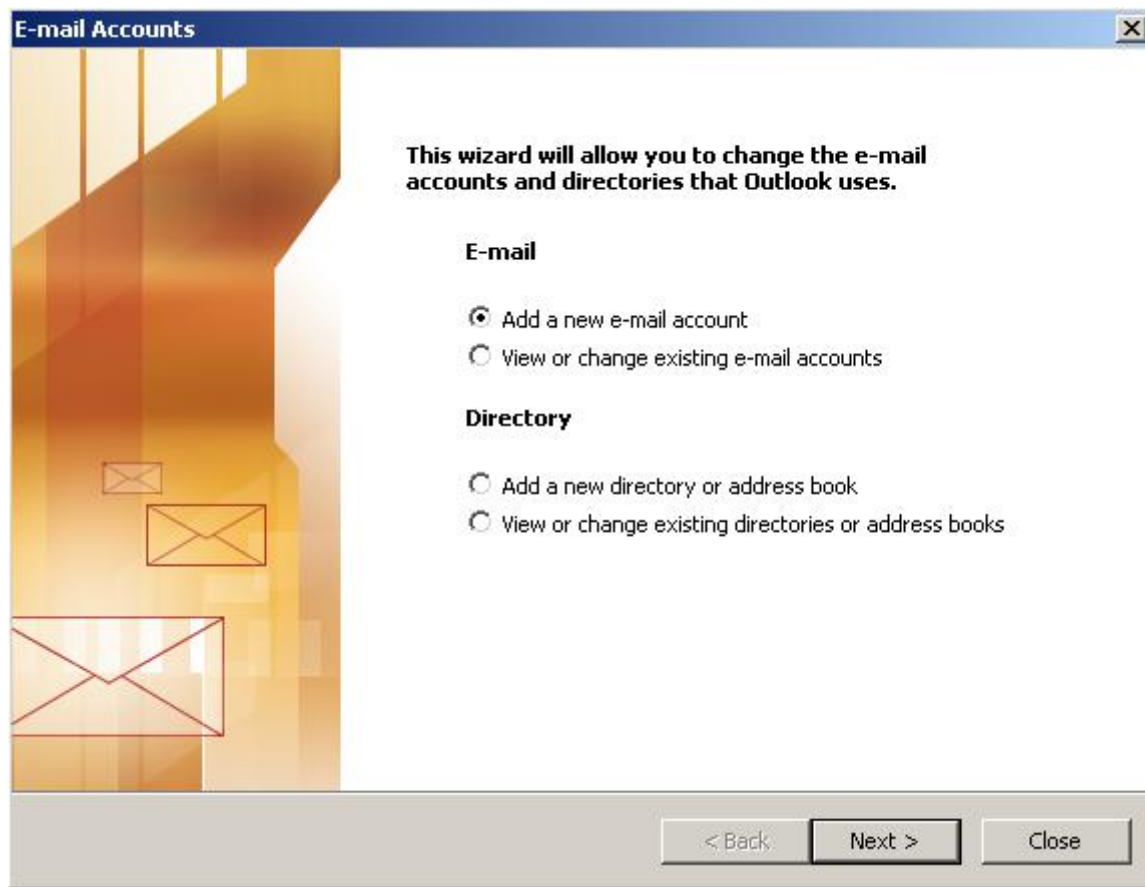 E-mail Accounts
This wizard will allow you to change the e-mail
accounts and directories that Outlook uses.
E-mail
Add a new e-mail account
View or change existing e-mail accounts
Directory
Add a new directory or address book
View or change existing directories or address books
< Back Next > Close